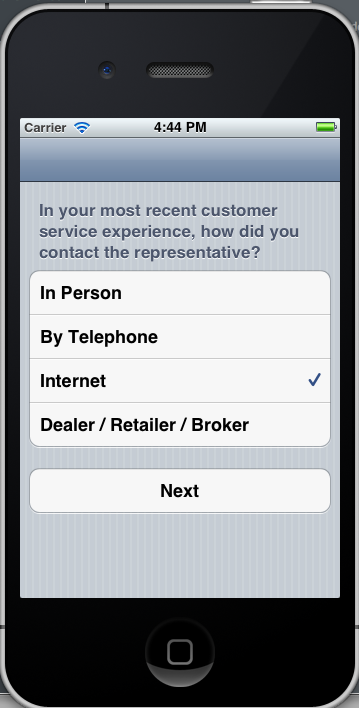 Carrier 4:44 PM
In your most recent customer
service experience, how did you
contact the representative?
In Person
By Telephone
Internet
Dealer / Retailer / Broker
Next